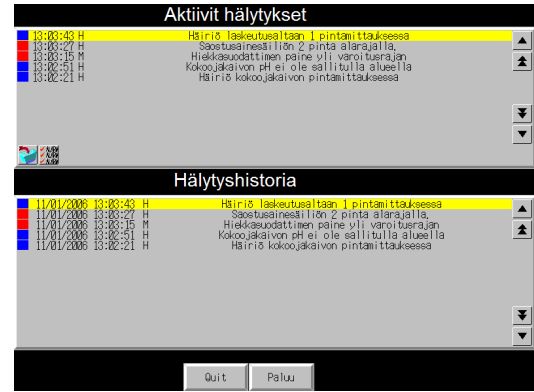 Aktiivit hälytykset
13:03:43 H Häiriö laskeutusaltaan 1 pintamittauksessa
13:03:27 H Saostusainesäiliön 2 pinta alarajalla,
13:03:15 M Hiekkasuodattimen paine yli varoitusrajan
13:02:51 H Kokoojakaivon pH ei ole sallitulla alueella
13:02:21 H Häiriö kokoojakaivon pintamittauksessa
Hälytyshistoria
11/01/2006 13:03:43 H Häiriö laskeutusaltaan 1 pintamittauksessa
11/01/2006 13:03:27 H Saostusainesäiliön 2 pinta alarajalla,
11/01/2006 13:03:15 M Hiekkasuodattimen paine yli varoitusrajan
11/01/2006 13:02:51 H Kokoojakaivon pH ei ole sallitulla alueella
11/01/2006 13:02:21 H Häiriö kokoojakaivon pintamittauksessa
Quit Paluu